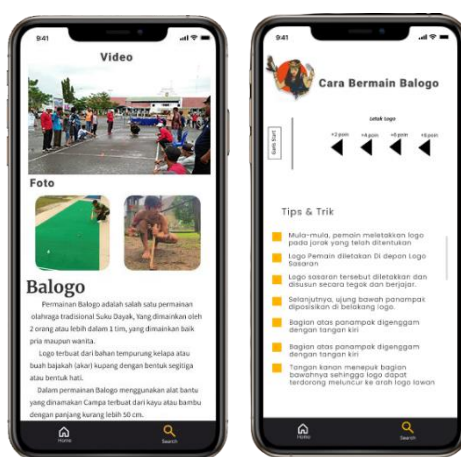 9:41
Video
Foto
Balogo
Permainan Balogo adalah salah satu permainan
olahraga tradisional Suku Dayak, Yang dimainkan oleh
2 orang atau lebih dalam 1 tim, yang dimainkan baik
pria maupun wanita.
Logo terbuat dari bahan tempurung kelapa atau
buah bajakah (akar) kupang dengan bentuk segitiga
atau bentuk hati.
Dalam permainan Balogo menggunakan alat bantu
yang dinamakan Campa terbuat dari kayu atau bambu
dengan panjang kurang lebih 50 cm.
Home
Search
9:41
Cara Bermain Balogo
Letak Logo
Garis Start
+2 poin
+4 poin
+6 poin
+8 poin
Tips & Trik
Mula-mula, pemain meletakkan logo
pada jarak yang telah ditentukan
Logo Pemain diletakan Di depan Logo
Sasaran
Logo sasaran tersebut diletakkan dan
disusun secara tegak dan berjajar.
Selanjutnya, ujung bawah panampak
diposisikan di belakang logo.
Bagian atas panampak digenggam
dengan tangan kiri
Bagian atas panampak digenggam
dengan tangan kiri
Tangan kanan menepuk bagian
bawahnya sehingga logo dapat
terdorong meluncur ke arah logo lawan
Home
Search